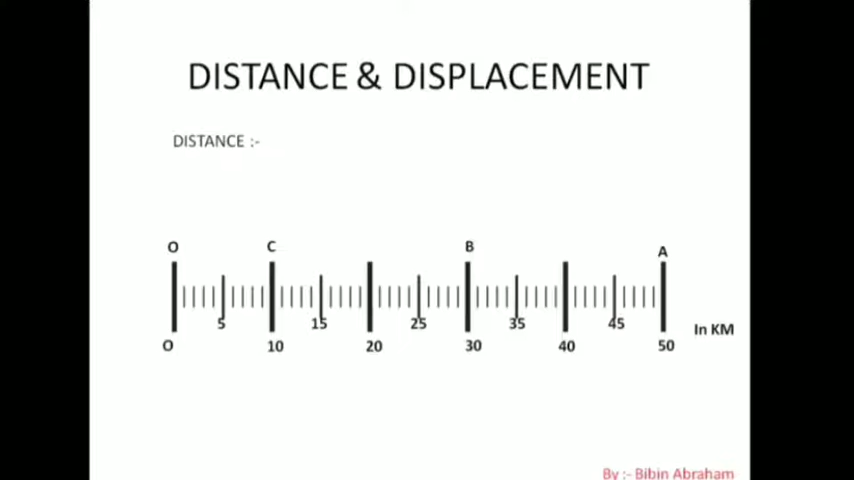 DISTANCE & DISPLACEMENT
DISTANCE :-
O C B A
5 15 25 35 45 In KM
O 10 20 30 40 50
By :- Bibin Abraham